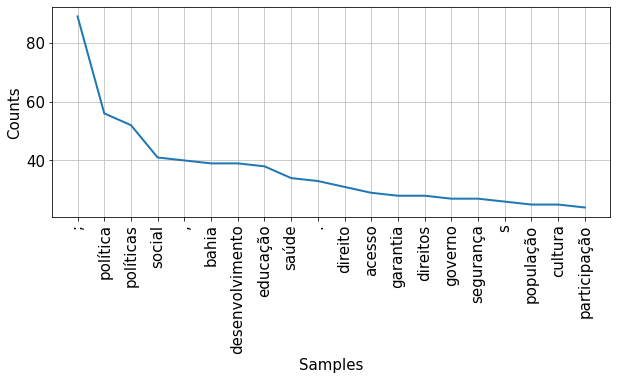 80
60
40
Counts
;
política
políticas
social
,
bahia
desenvolvimento
educação
saúde
.
direito
acesso
garantia
direitos
governo
segurança
s
população
cultura
participação
Samples